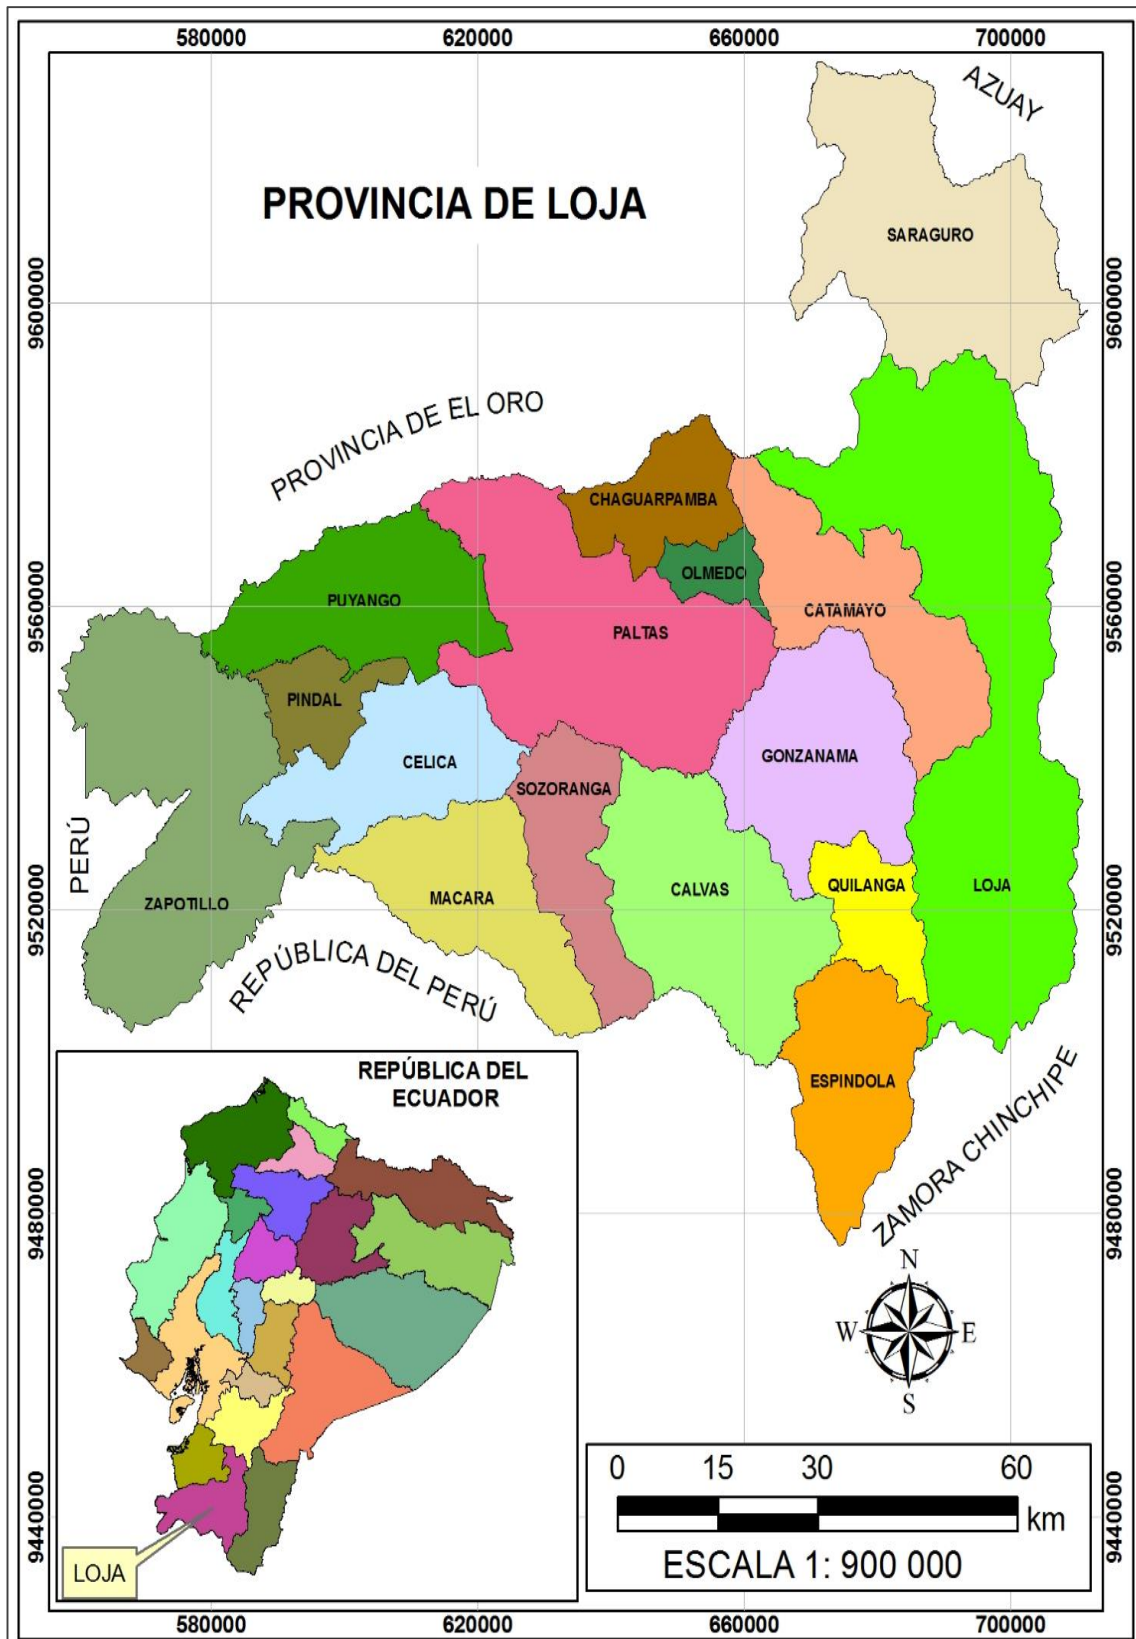 580000 620000 660000 700000
AZUAY
PROVINCIA DE LOJA
SARAGURO
9600000 9600000
PROVINCIA DE EL ORO
CHAGUARPAMBA
OLMEDO
PUYANGO
CATAMAYO
9560000 9560000
PALTAS
PINDAL
GONZANAMA
CELICA
SOZORANGA
PERÚ
QUILANGA
LOJA
CALVAS
MACARA
ZAPOTILLO
9520000 9520000
REPÚBLICA DEL PERÚ
ESPINDOLA
ZAMORA CHINCHIPE
REPÚBLICA DEL
ECUADOR
9480000 9480000
N
W E
S
0 15 30 60
km
ESCALA 1: 900 000
9440000 9440000
LOJA
580000 620000 660000 700000